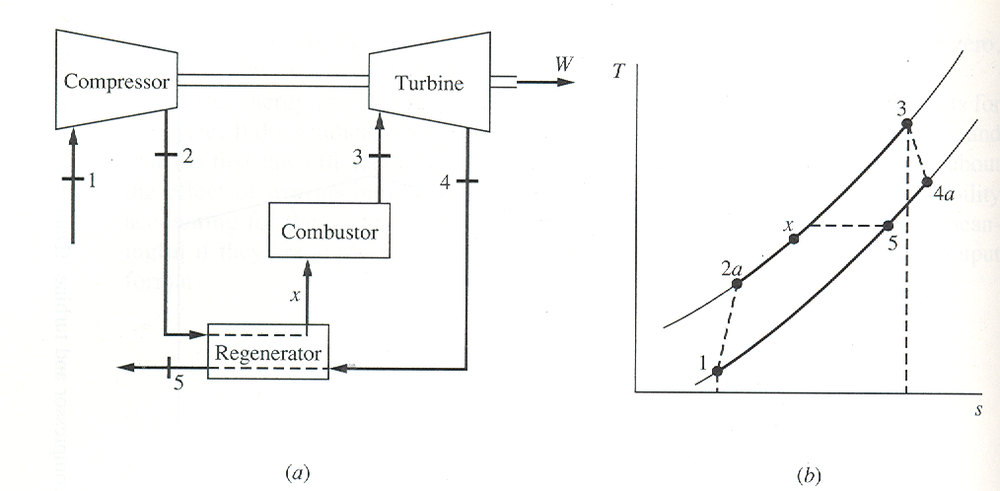 Compressor
Turbine
W
1
2
3
4
Combustor
x
Regenerator
5
(a)
T
3
4a
x
5
2a
1
s
(b)